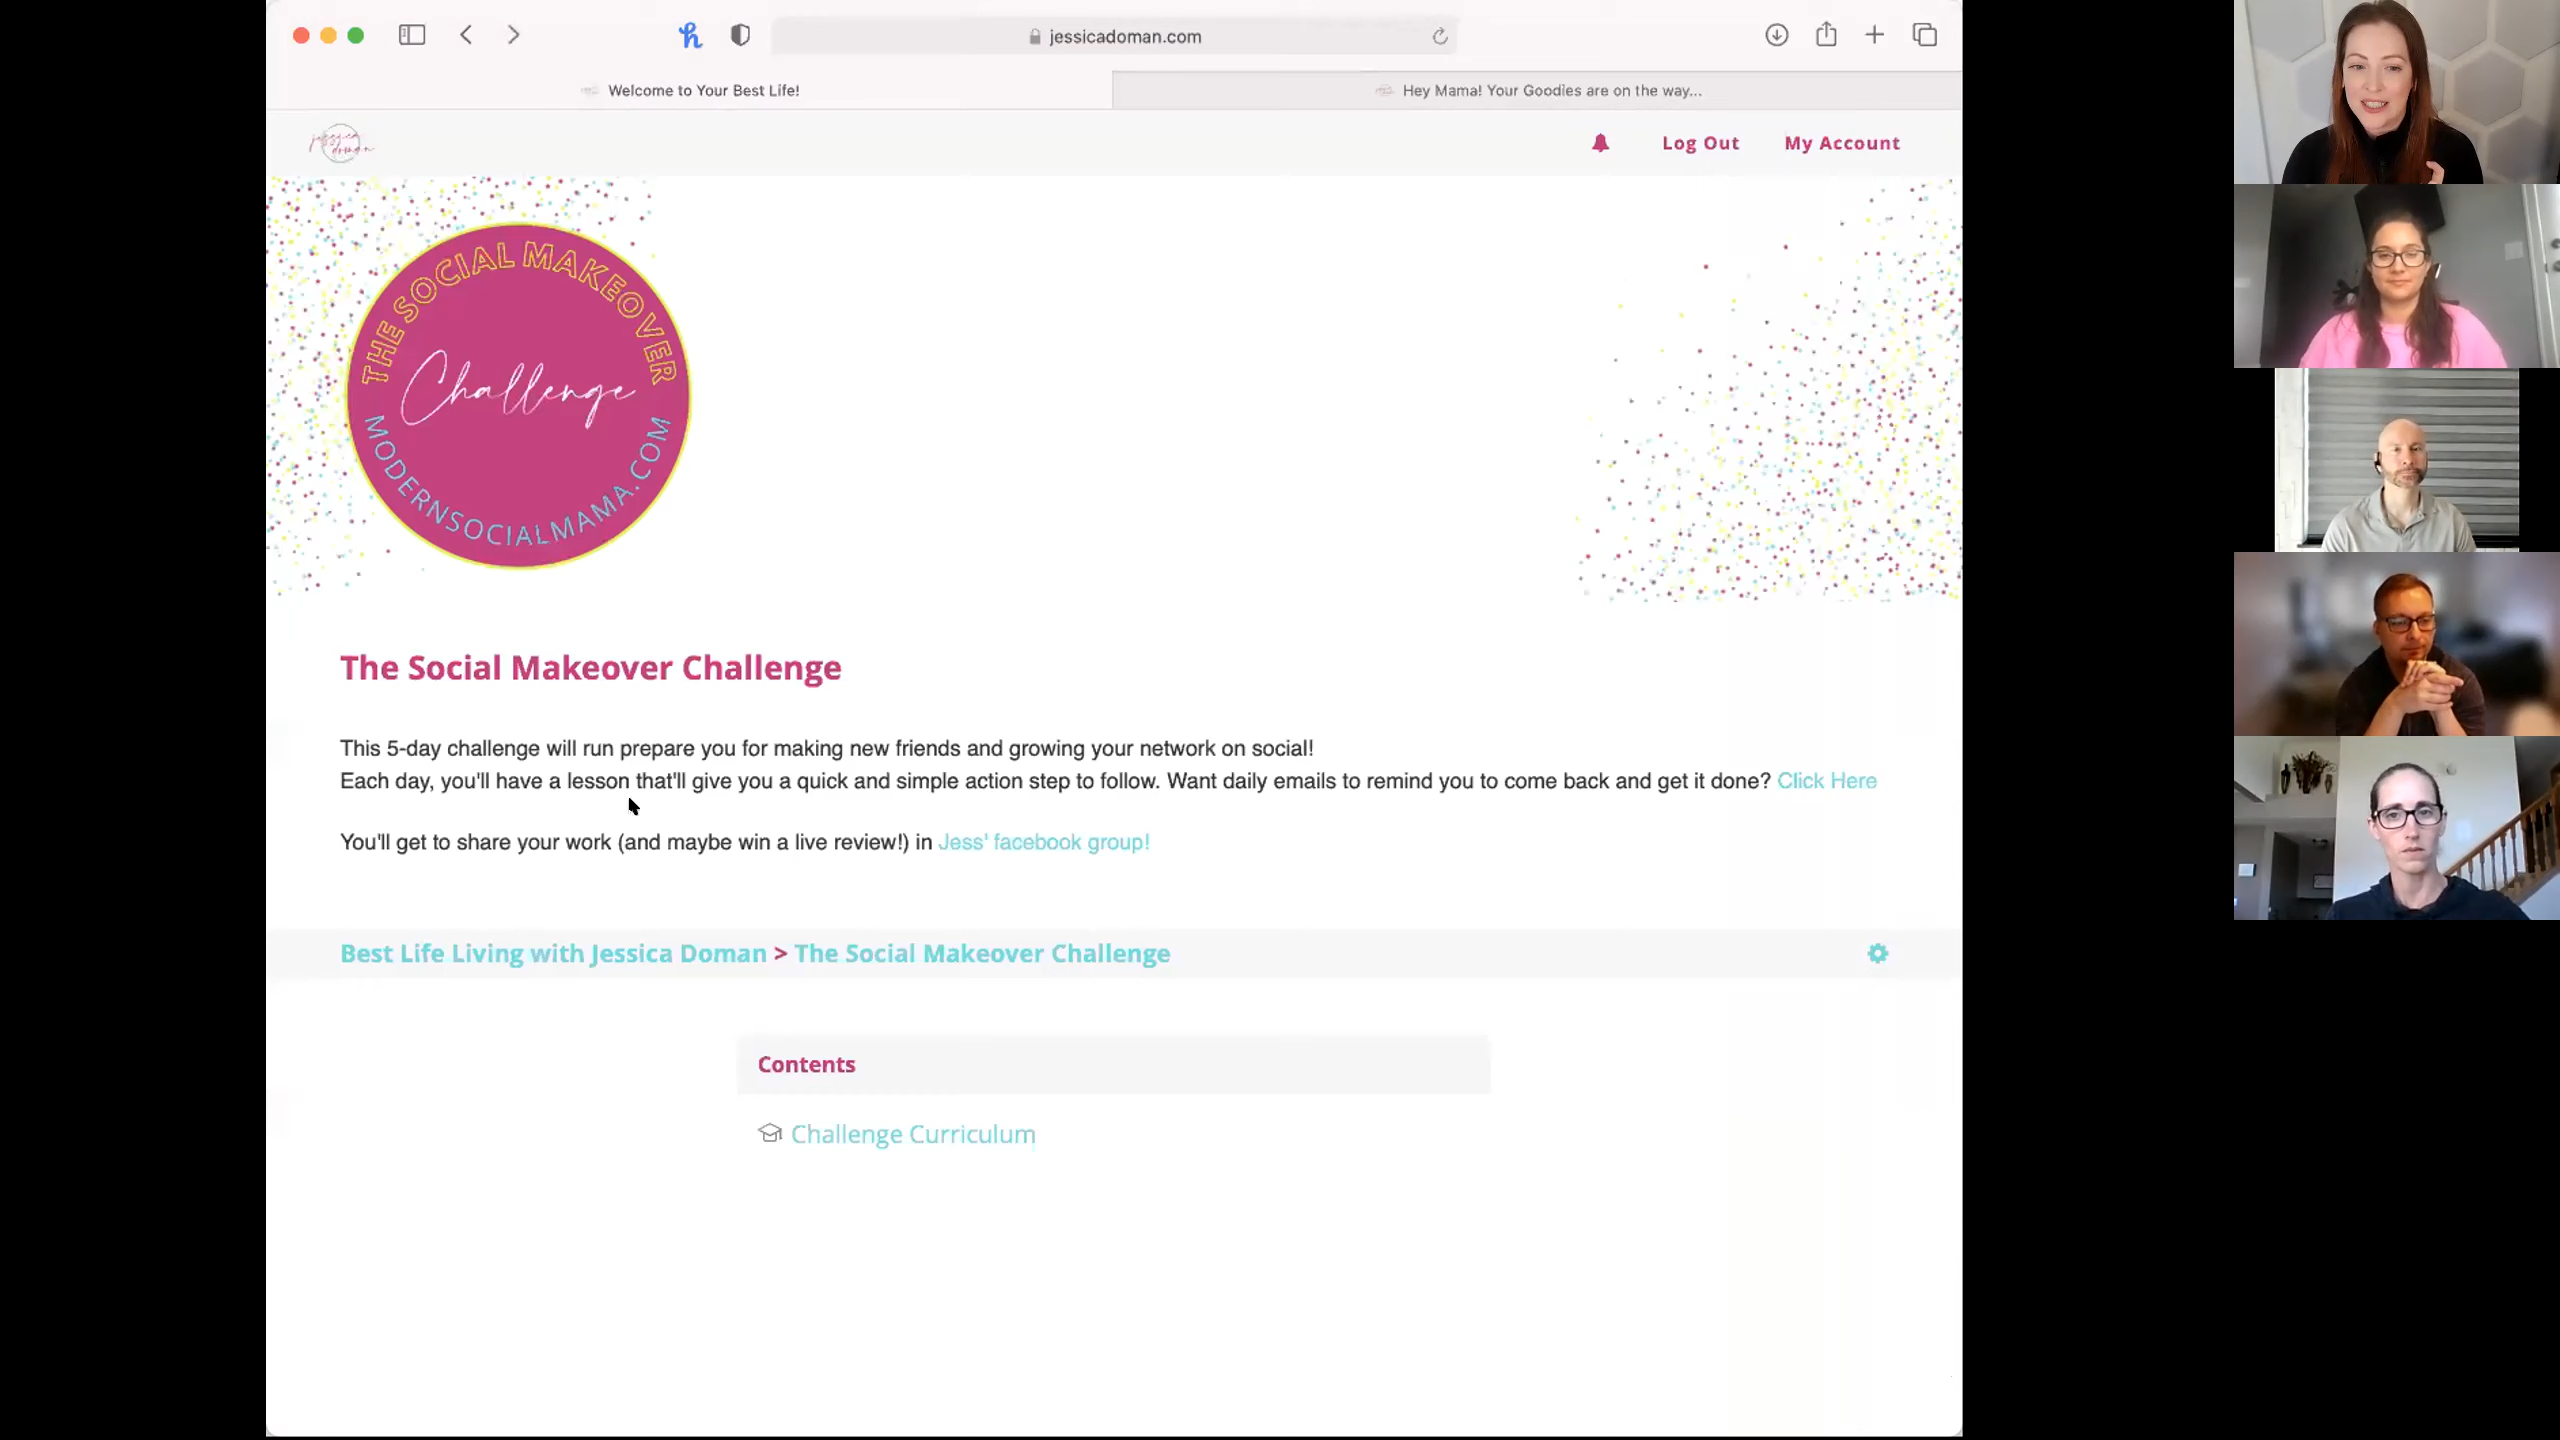 jessicadoman.com
Welcome to Your Best Life!
Hey Mama! Your Goodies are on the way...
jessica
doman
Log Out
My Account
THE SOCIAL MAKEOVER
Challenge
MODERNSOCIALMAMA.COM
The Social Makeover Challenge
This 5-day challenge will run prepare you for making new friends and growing your network on social!
Each day, you'll have a lesson that'll give you a quick and simple action step to follow. Want daily emails to remind you to come back and get it done? Click Here
You'll get to share your work (and maybe win a live review!) in Jess' facebook group!
Best Life Living with Jessica Doman > The Social Makeover Challenge
Contents
Challenge Curriculum